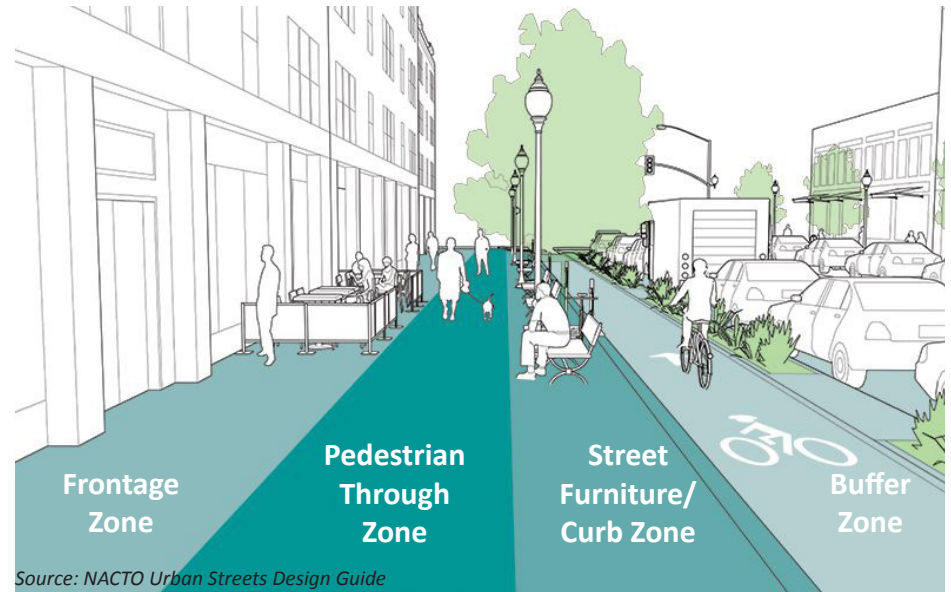 Frontage
Zone
Pedestrian
Through
Zone
Street
Furniture/
Curb Zone
Buffer
Zone
Source: NACTO Urban Streets Design Guide